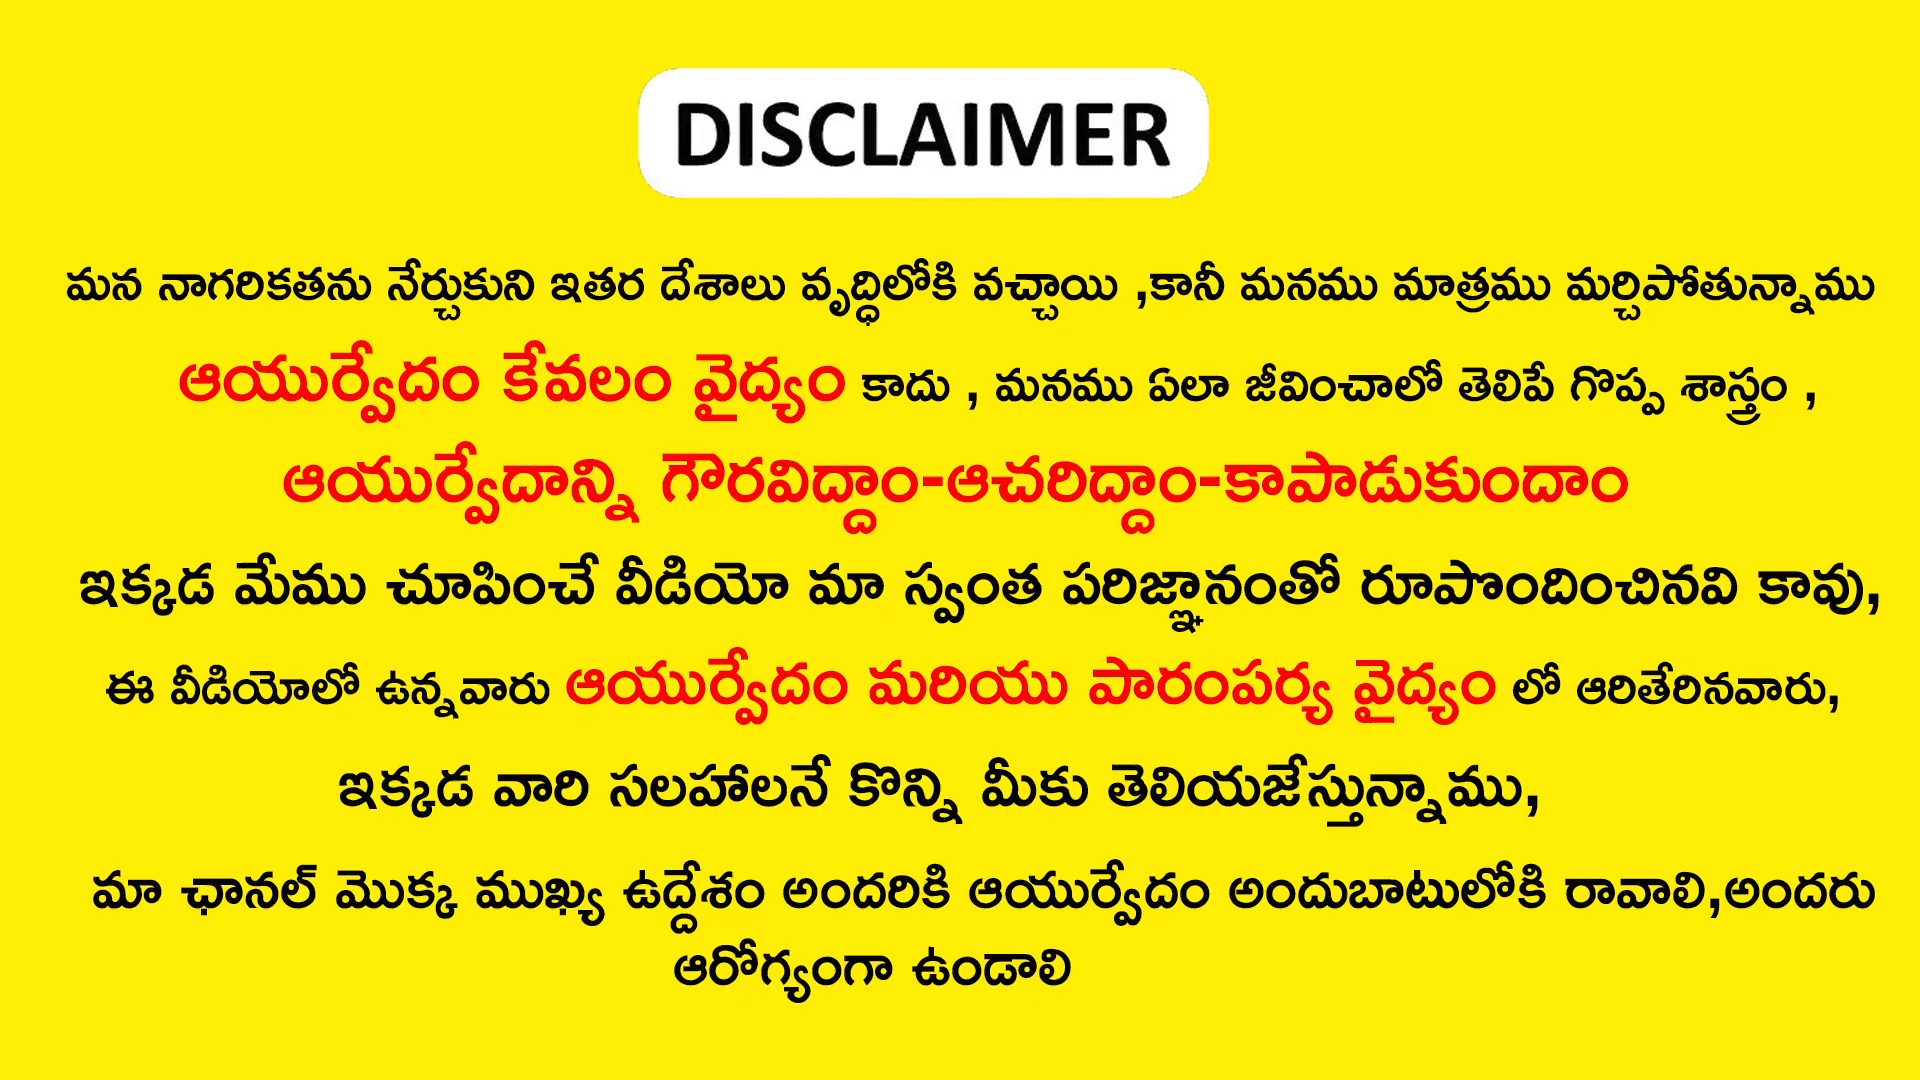 DISCLAIMER
మన నాగరికతను నేర్చుకుని ఇతర దేశాలు వృద్ధిలోకి వచ్చాయి ,కానీ మనము మాత్రము మర్చిపోతున్నాము
ఆయుర్వేదం కేవలం వైద్యం కాదు , మనము ఏలా జీవించాలో తెలిపే గొప్ప శాస్త్రం ,
ఆయుర్వేదాన్ని గౌరవిద్దాం-ఆచరిద్దాం-కాపాడుకుందాం
ఇక్కడ మేము చూపించే వీడియో మా స్వంత పరిజ్ఞానంతో రూపొందించినవి కావు,
ఈ వీడియోలో ఉన్నవారు ఆయుర్వేదం మరియు పారంపర్య వైద్యం లో ఆరితేరినవారు,
ఇక్కడ వారి సలహాలనే కొన్ని మీకు తెలియజేస్తున్నాము,
మా ఛానల్ మొక్క ముఖ్య ఉద్దేశం అందరికి ఆయుర్వేదం అందుబాటులోకి రావాలి,అందరు
ఆరోగ్యంగా ఉండాలి